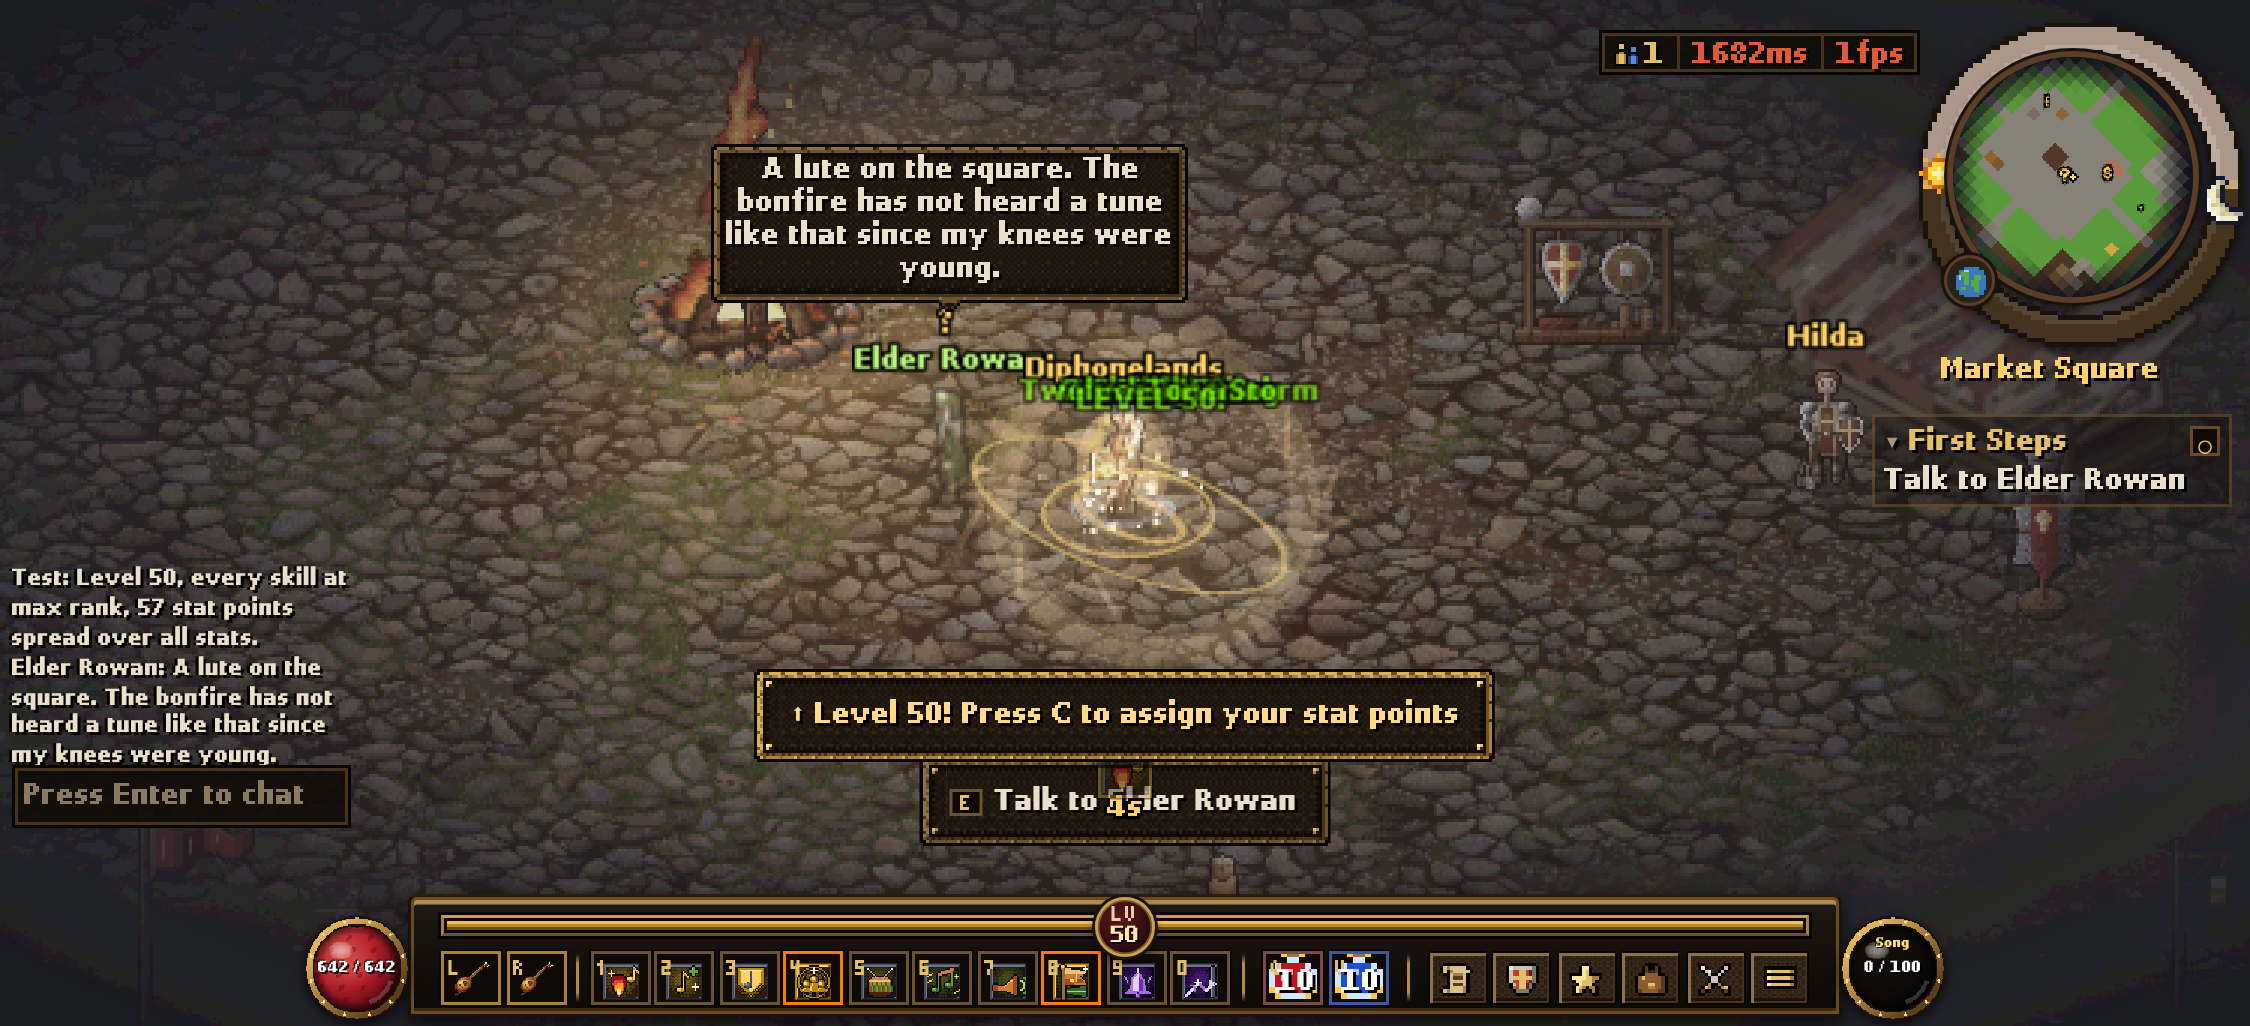 1 1682ms 1fps
A lute on the square. The
bonfire has not heard a tune
like that since my knees were
young.
Hilda
Elder Rowa
Diphonelands
LEVEL 50!
Market Square
First Steps
Talk to Elder Rowan
Test: Level 50, every skill at
max rank, 57 stat points
spread over all stats.
Elder Rowan: A lute on the
square. The bonfire has not
heard a tune like that since
my knees were young.
Press Enter to chat
Level 50! Press C to assign your stat points
E Talk to Elder Rowan
4s
LV
50
642 / 642
L R 1 2 3 4 5 6 7 8 9 0 10 10
Song
0 / 100